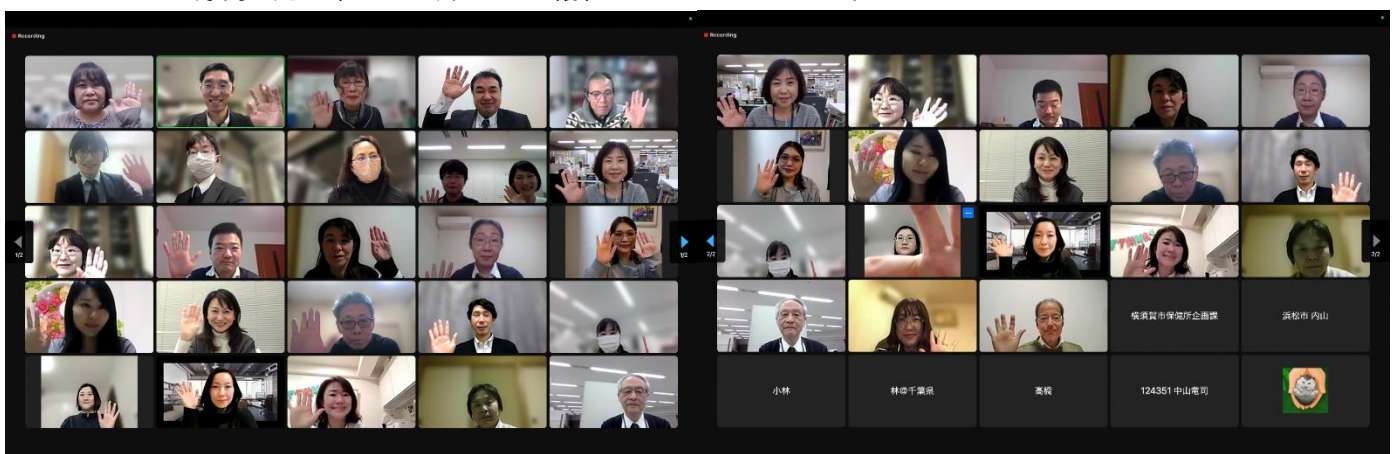 Recording
Recording
1/2
1/2
2/2
2/2
横須賀市保健所企画課
浜松市 内山
小林
林@千葉県
髙橋
124351 中山竜司